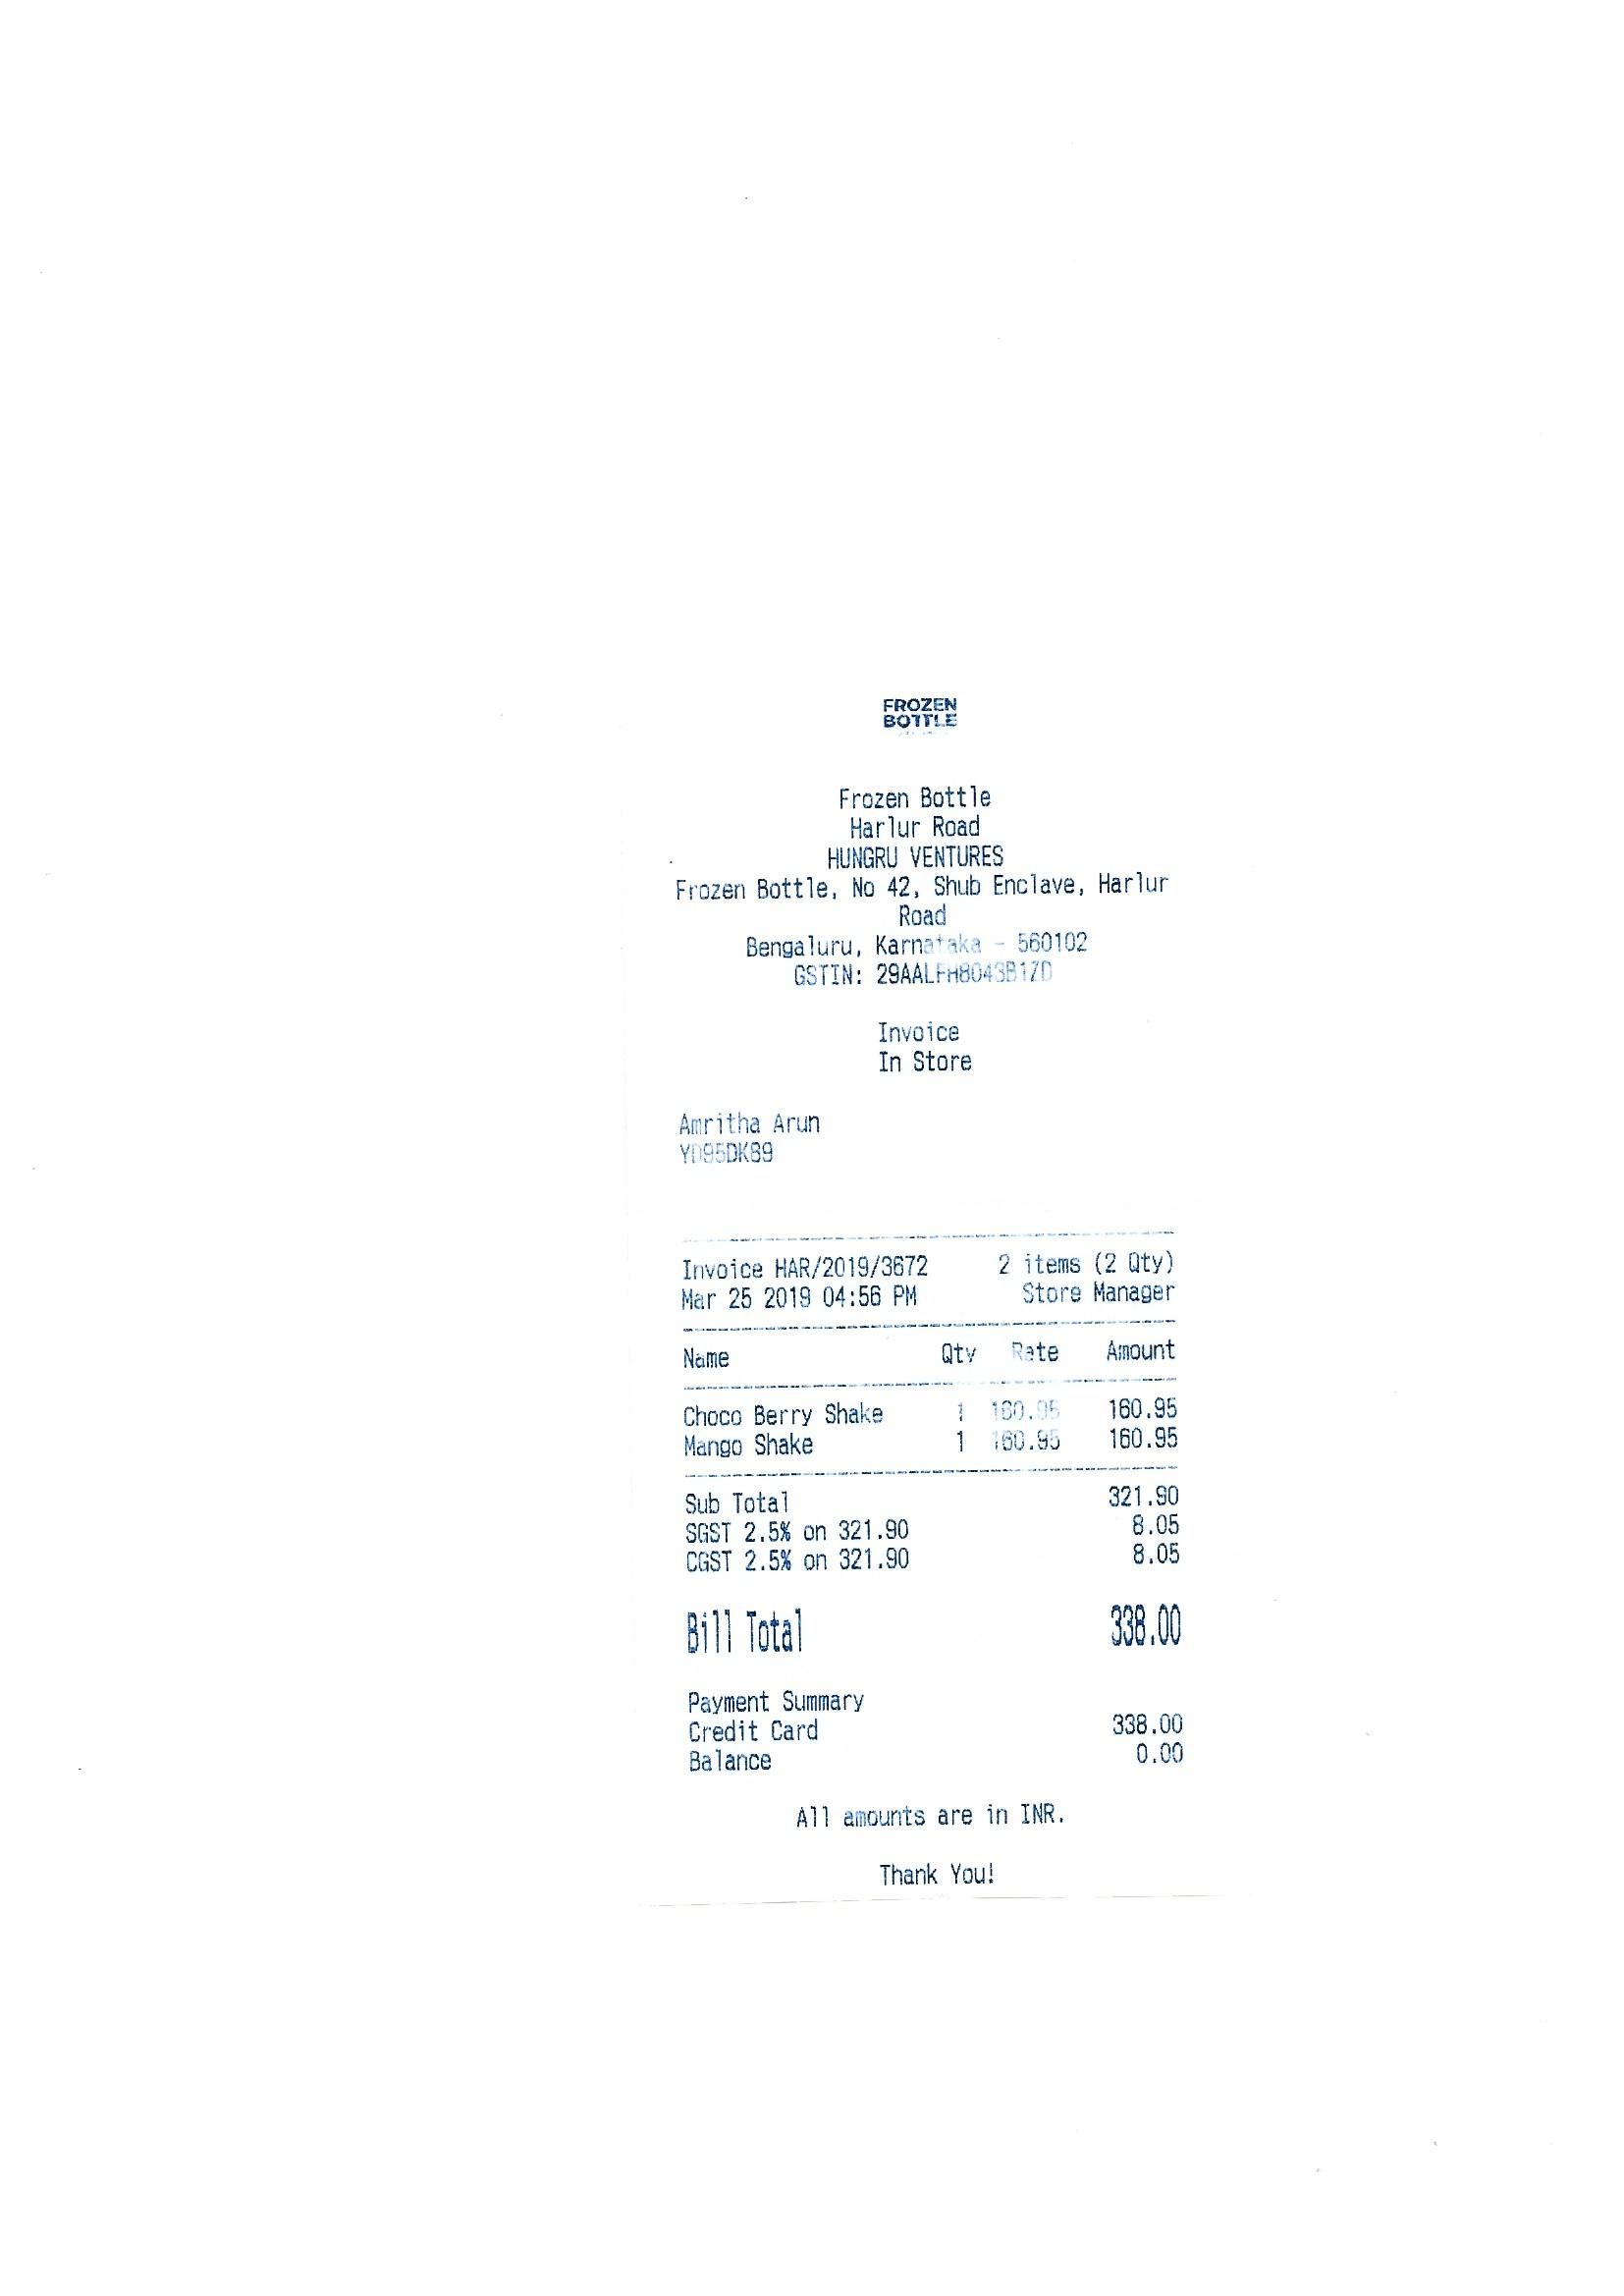 FROZEN
BOTTLE
Frozen Bottle
Harlur Road
HUNGRU VENTURES
Frozen Bottle, No 42, Shub Enclave, Harlur
Road
Bengaluru, Karnataka - 560102
GSTIN:
Invoice
In Store
Amritha Arun
Invoice HAR/2019/3672 2 items (2 Qty)
Mar 25 2019 04:56 PM Store Manager
Name Qty Rate Amount
Choco Berry Shake 1 160.95 160.95
Mango Shake 1 160.95 160.95
Sub Total 321.90
SGST 2.5% on 321.90 8.05
CGST 2.5% on 321.90 8.05
Bill Total 338.00
Payment Summary
Credit Card 338.00
Balance 0.00
All amounts are in INR.
Thank You!